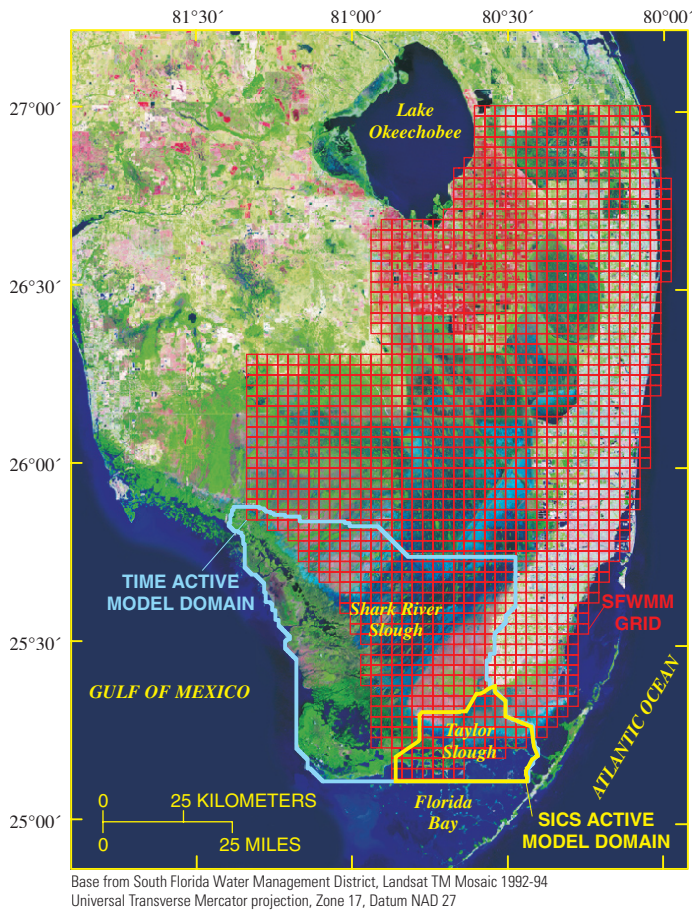 81°30´ 81°00´ 80°30´ 80°00´
27°00´
26°30´
26°00´
25°30´
25°00´
Lake
Okeechobee
TIME ACTIVE
MODEL DOMAIN
Shark River
Slough
SFWMM
GRID
GULF OF MEXICO
ATLANTIC OCEAN
Taylor
Slough
Florida
Bay
SICS ACTIVE
MODEL DOMAIN
0 25 KILOMETERS
0 25 MILES
Base from South Florida Water Management District, Landsat TM Mosaic 1992-94
Universal Transverse Mercator projection, Zone 17, Datum NAD 27